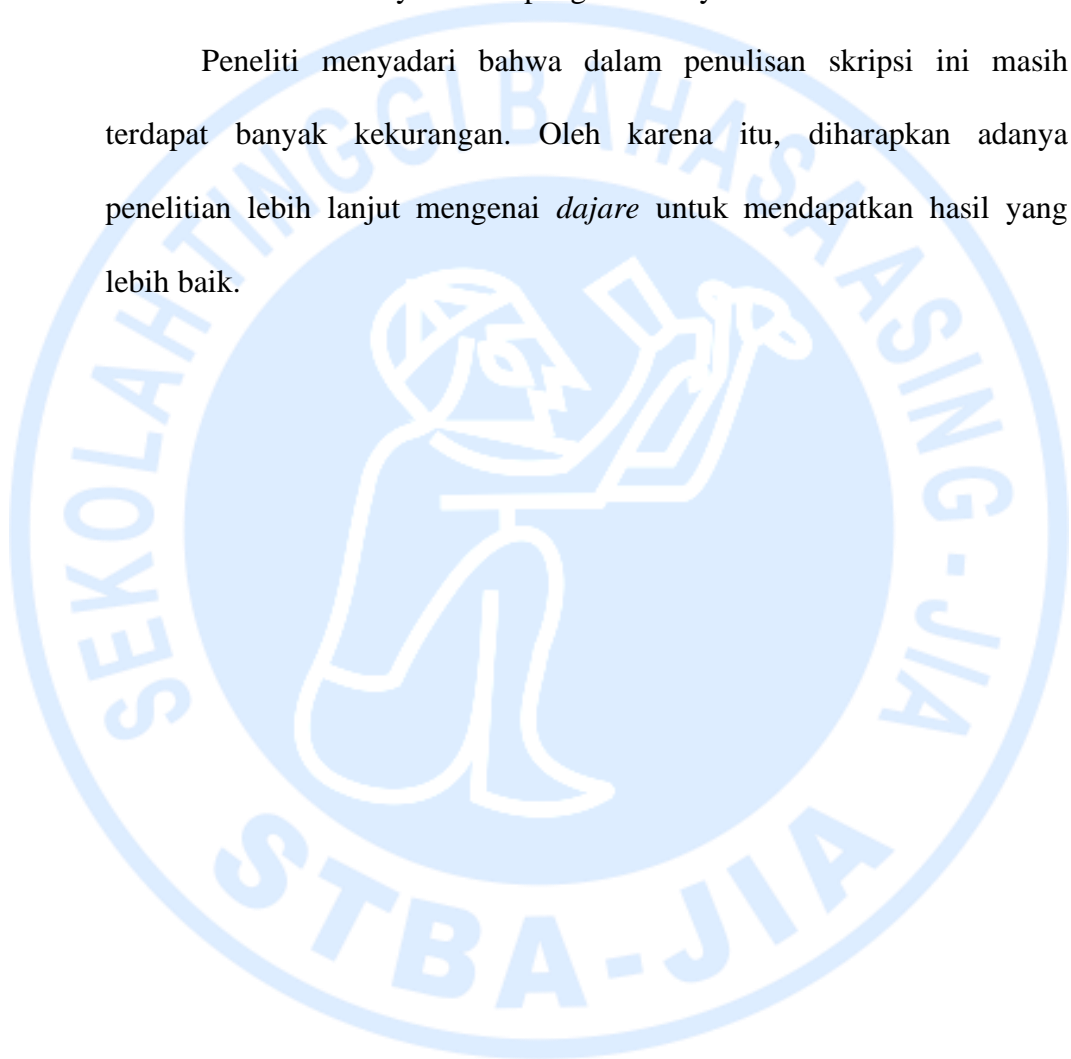 Peneliti menyadari bahwa dalam penulisan skripsi ini masih
terdapat banyak kekurangan. Oleh karena itu, diharapkan adanya
penelitian lebih lanjut mengenai dajare untuk mendapatkan hasil yang
lebih baik.
SEKOLAH TINGGI BAHASA ASING - JIA
STBA-JIA